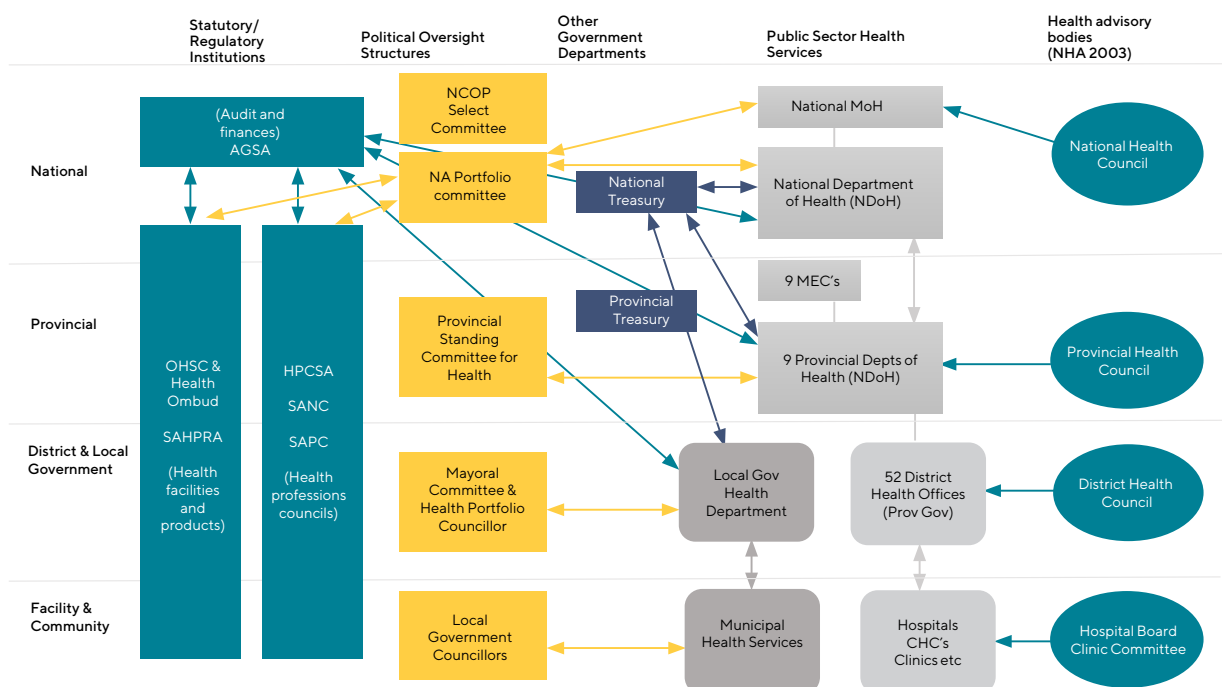 Statutory/
Regulatory
Institutions
Political Oversight
Structures
Other
Government
Departments
Public Sector Health
Services
Health advisory
bodies
(NHA 2003)
National
(Audit and
finances)
AGSA
NCOP
Select
Committee
NA Portfolio
committee
National
Treasury
National MoH
National Department
of Health (NDoH)
National Health
Council
Provincial
OHSC &
Health
Ombud
SAHPRA
(Health
facilities
and
products)
HPCSA
SANC
SAPC
(Health
professions
councils)
Provincial
Standing
Committee for
Health
Provincial
Treasury
9 MEC's
9 Provincial Depts of
Health (NDoH)
Provincial Health
Council
District & Local
Government
Mayoral
Committee &
Health Portfolio
Councillor
Local Gov
Health
Department
52 District
Health Offices
(Prov Gov)
District Health
Council
Facility &
Community
Local
Government
Councillors
Municipal
Health Services
Hospitals
CHC's
Clinics etc
Hospital Board
Clinic Committee